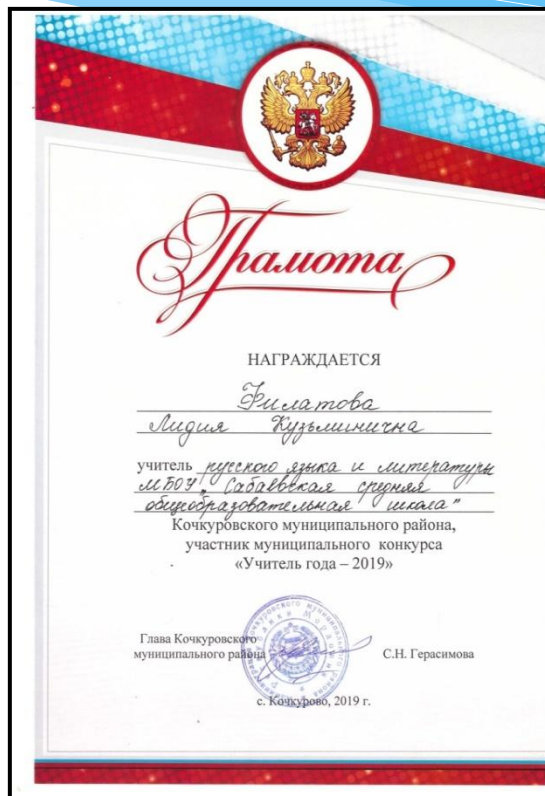 Грамота
НАГРАЖДАЕТСЯ
Филатова
Лидия Кузьминична
учитель русского языка и литературы
МБОУ „Сабаевская средняя
общеобразовательная школа"
Кочкуровского муниципального района,
участник муниципального конкурса
«Учитель года – 2019»
Глава Кочкуровского
муниципального района С.Н. Герасимова
с. Кочкурово, 2019 г.